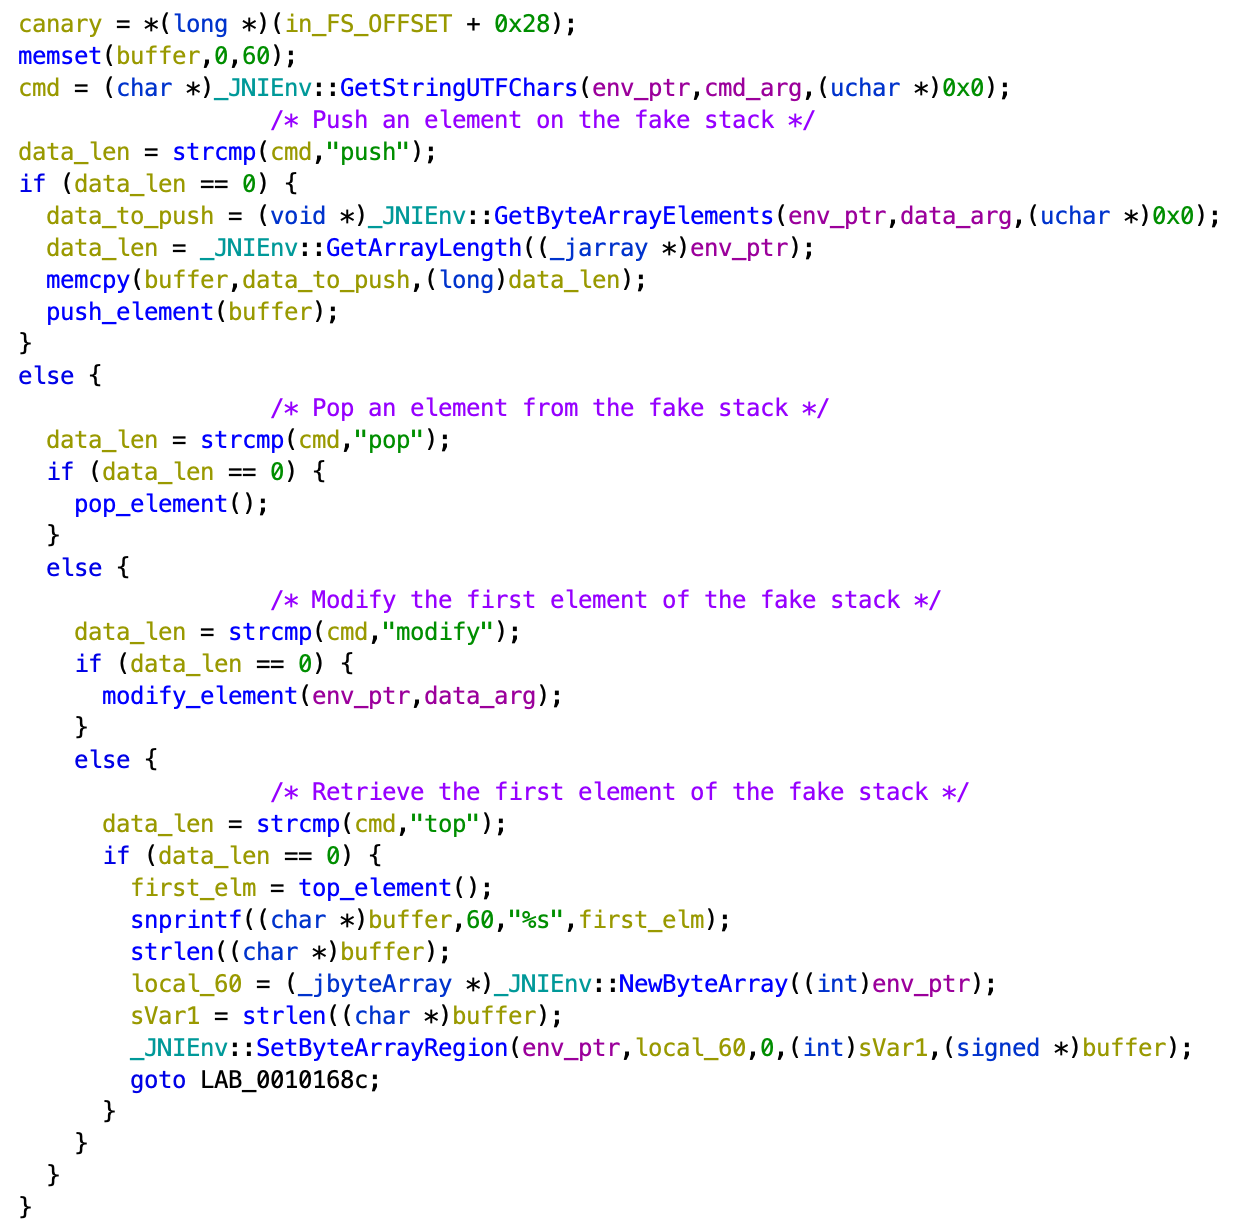 canary = *(long *)(in_FS_OFFSET + 0x28);
memset(buffer,0,60);
cmd = (char *)_JNIEnv::GetStringUTFChars(env_ptr,cmd_arg,(uchar *)0x0);
/* Push an element on the fake stack */
data_len = strcmp(cmd,"push");
if (data_len == 0) {
data_to_push = (void *)_JNIEnv::GetByteArrayElements(env_ptr,data_arg,(uchar *)0x0);
data_len = _JNIEnv::GetArrayLength((_jarray *)env_ptr);
memcpy(buffer,data_to_push,(long)data_len);
push_element(buffer);
}
else {
/* Pop an element from the fake stack */
data_len = strcmp(cmd,"pop");
if (data_len == 0) {
pop_element();
}
else {
/* Modify the first element of the fake stack */
data_len = strcmp(cmd,"modify");
if (data_len == 0) {
modify_element(env_ptr,data_arg);
}
else {
/* Retrieve the first element of the fake stack */
data_len = strcmp(cmd,"top");
if (data_len == 0) {
first_elm = top_element();
snprintf((char *)buffer,60,"%s",first_elm);
strlen((char *)buffer);
local_60 = (_jbyteArray *)_JNIEnv::NewByteArray((int)env_ptr);
sVar1 = strlen((char *)buffer);
_JNIEnv::SetByteArrayRegion(env_ptr,local_60,0,(int)sVar1,(signed *)buffer);
goto LAB_0010168c;
}
}
}
}